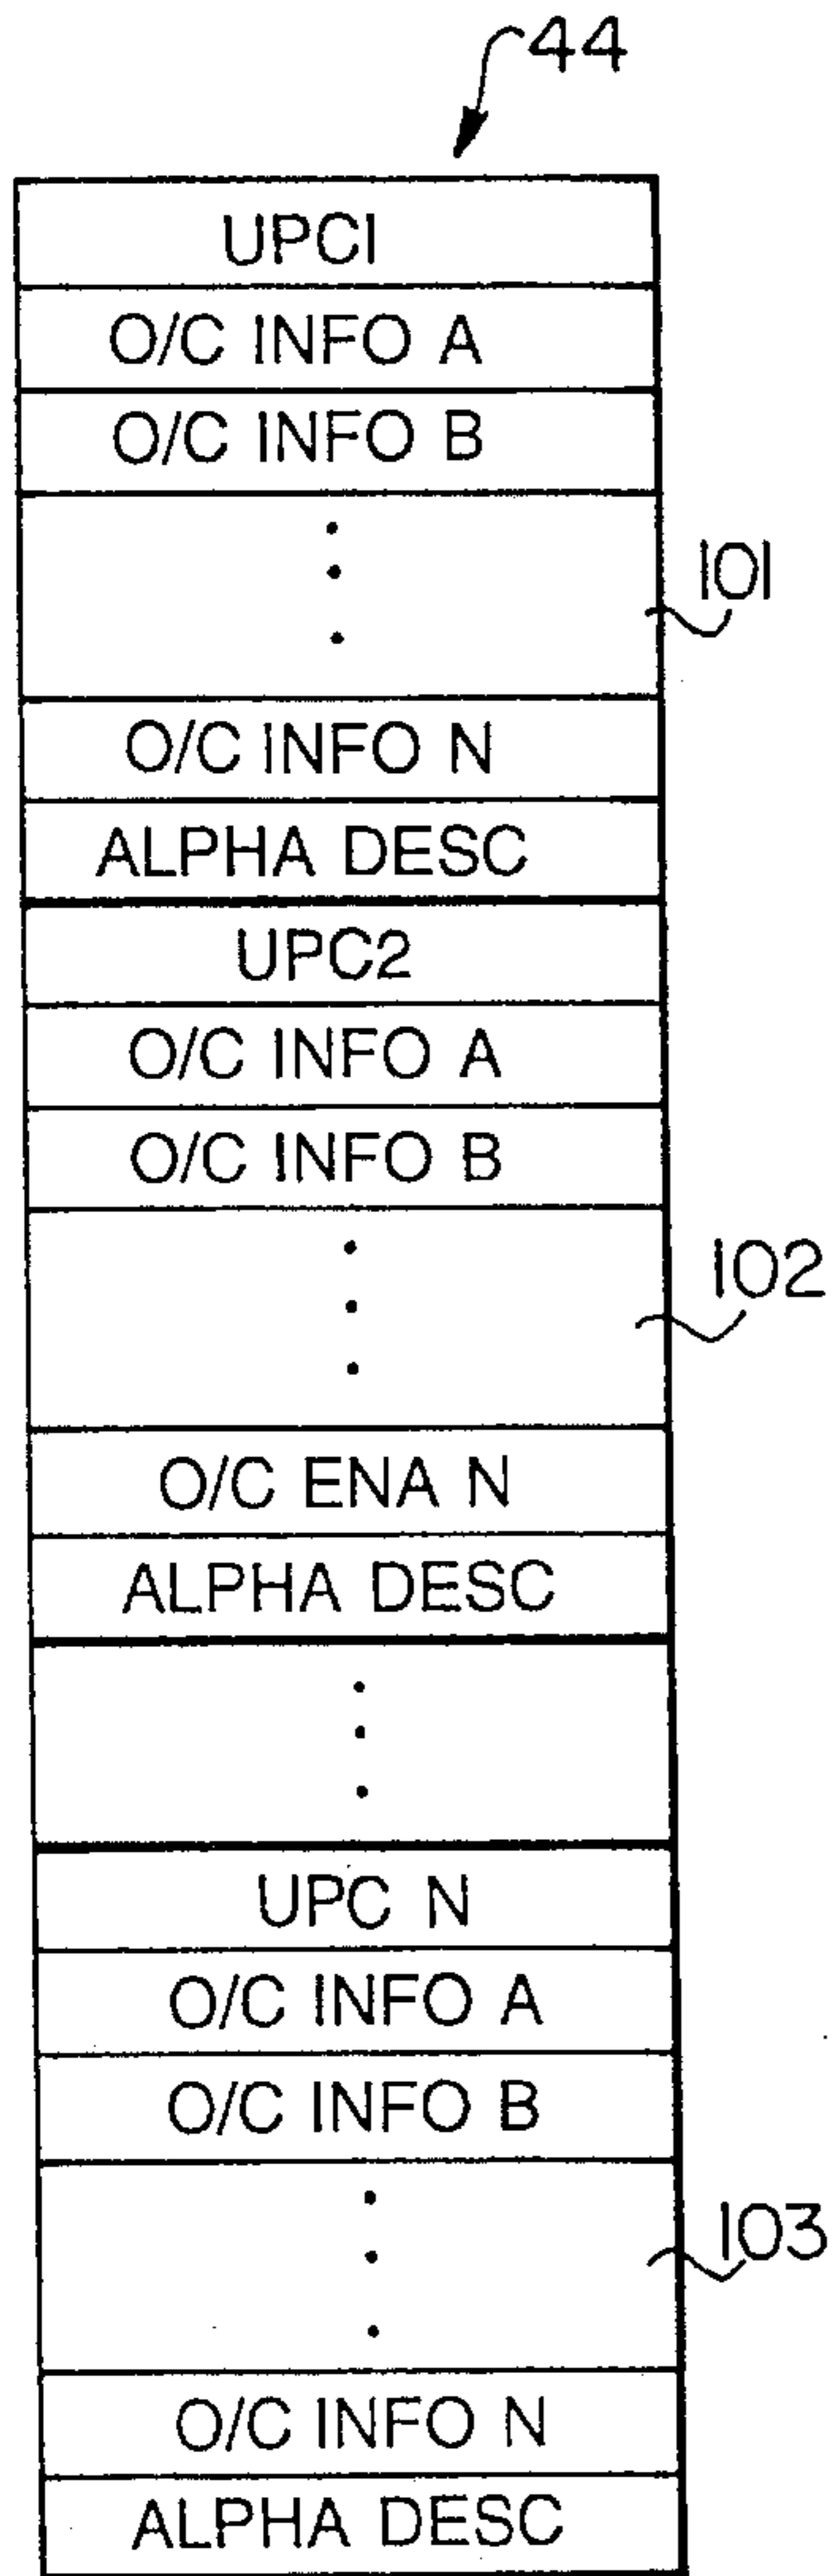 44
UPC1
O/C INFO A
O/C INFO B
101
O/C INFO N
ALPHA DESC
UPC2
O/C INFO A
O/C INFO B
102
O/C ENA N
ALPHA DESC
UPC N
O/C INFO A
O/C INFO B
103
O/C INFO N
ALPHA DESC